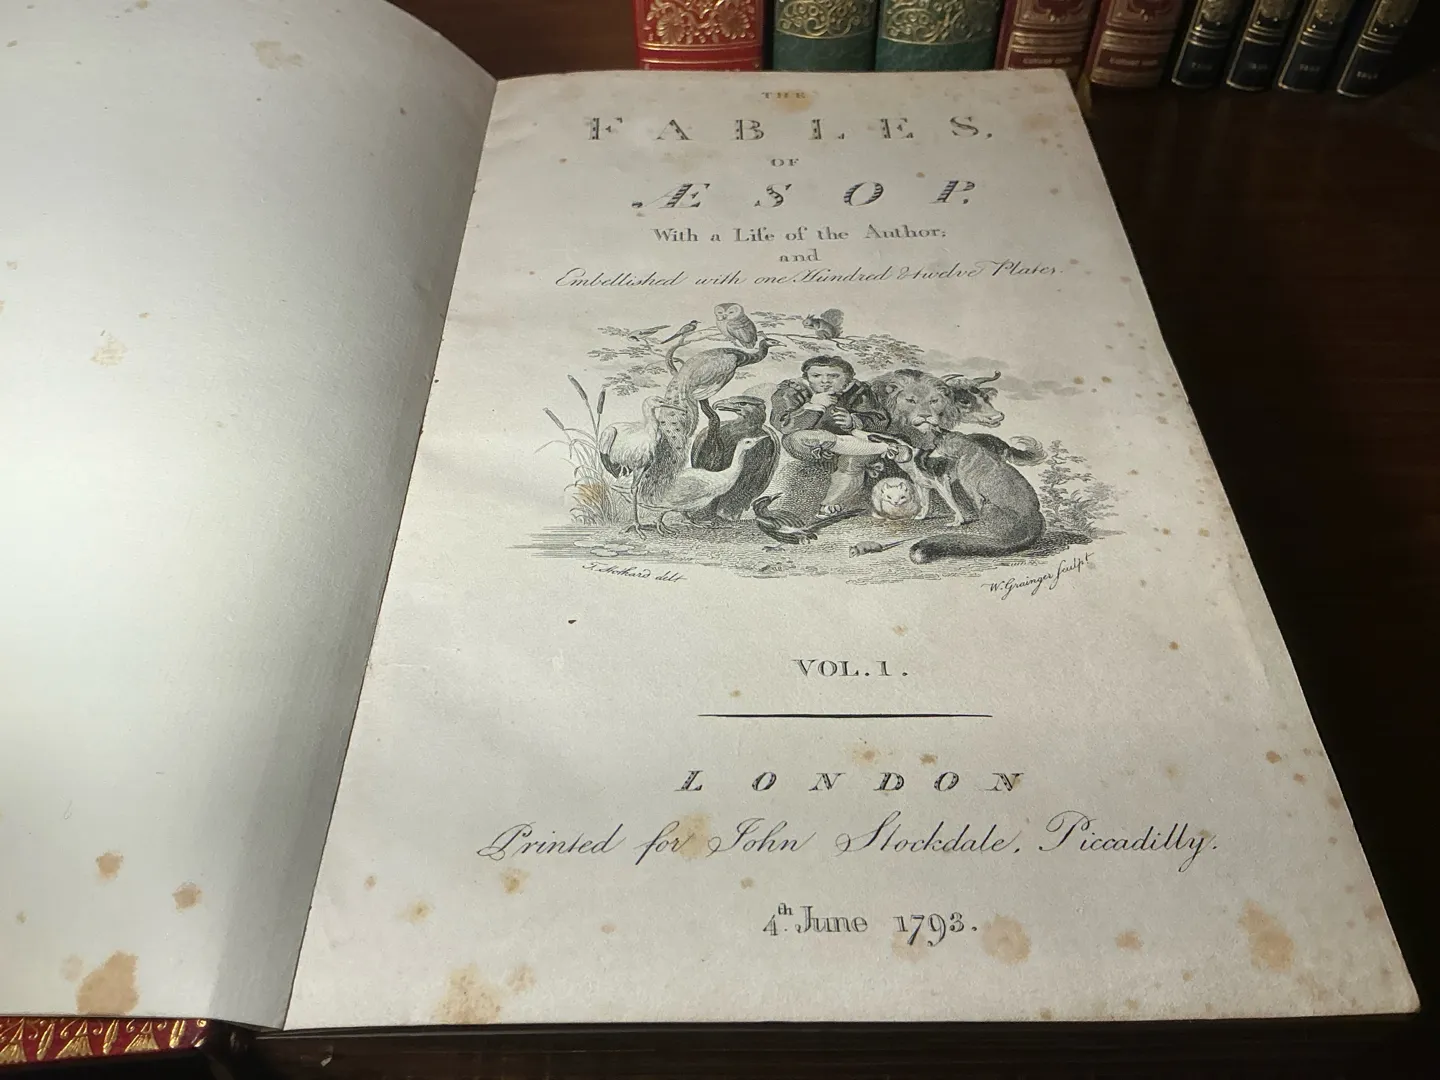 THE
FABLES.
OF
ÆSOP.
With a Life of the Author;
and
Embellished with one Hundred & twelve Plates.
T. Stothard delt
W. Grainger sculpt
VOL. 1.
LONDON
Printed for John Stockdale, Piccadilly.
4th. June 1793.